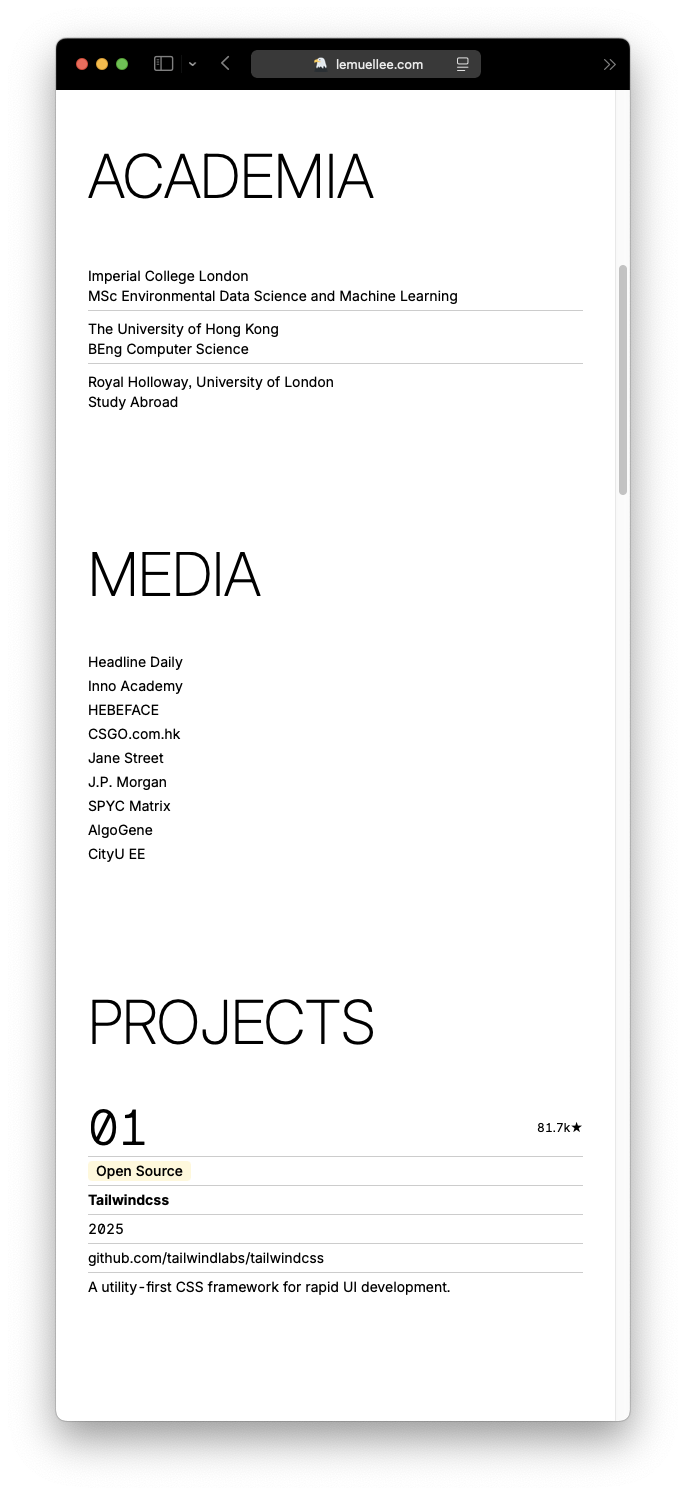 lemuellee.com
ACADEMIA
Imperial College London
MSc Environmental Data Science and Machine Learning
The University of Hong Kong
BEng Computer Science
Royal Holloway, University of London
Study Abroad
MEDIA
Headline Daily
Inno Academy
HEBEFACE
CSGO.com.hk
Jane Street
J.P. Morgan
SPYC Matrix
AlgoGene
CityU EE
PROJECTS
01
81.7k★
Open Source
Tailwindcss
2025
github.com/tailwindlabs/tailwindcss
A utility-first CSS framework for rapid UI development.